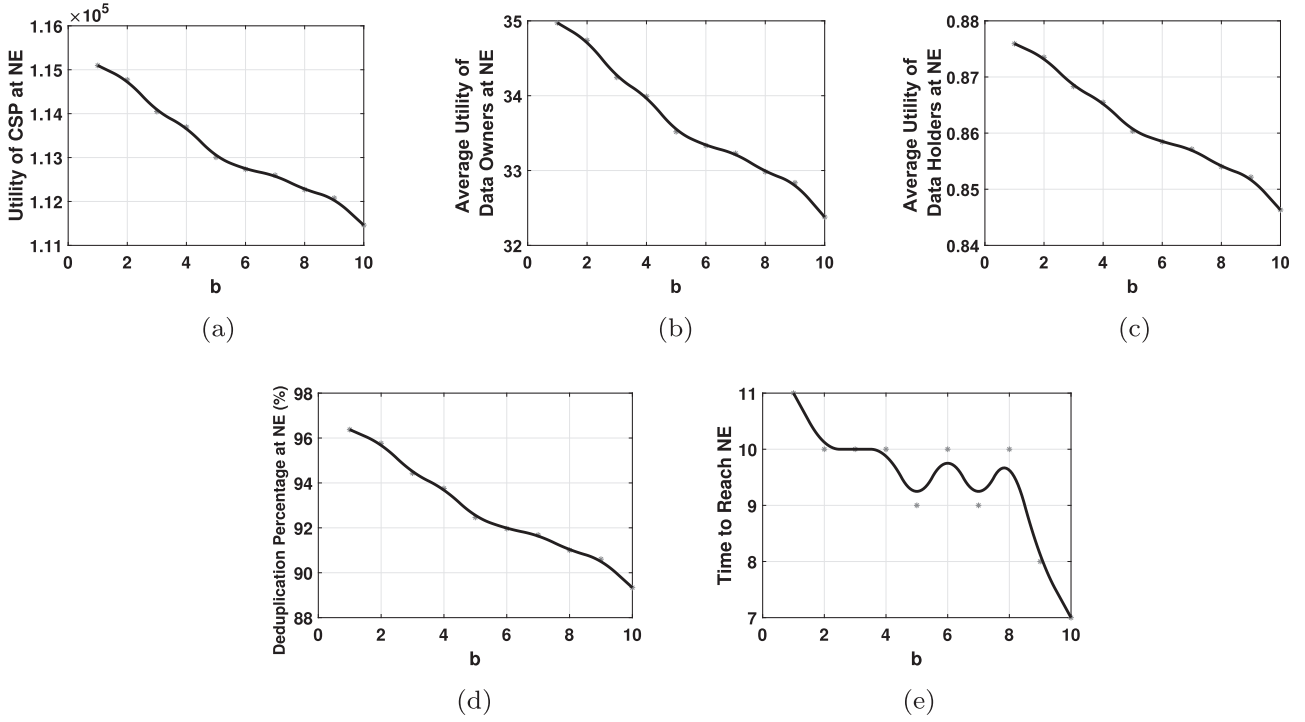 ×10⁵
1.16
1.15
1.14
1.13
1.12
1.11
0 2 4 6 8 10
Utility of CSP at NE
b
(a)
35
34
33
32
0 2 4 6 8 10
Average Utility of
Data Owners at NE
b
(b)
0.88
0.87
0.86
0.85
0.84
0 2 4 6 8 10
Average Utility of
Data Holders at NE
b
(c)
98
96
94
92
90
88
0 2 4 6 8 10
Deduplication Percentage at NE (%)
b
(d)
11
10
9
8
7
0 2 4 6 8 10
Time to Reach NE
b
(e)